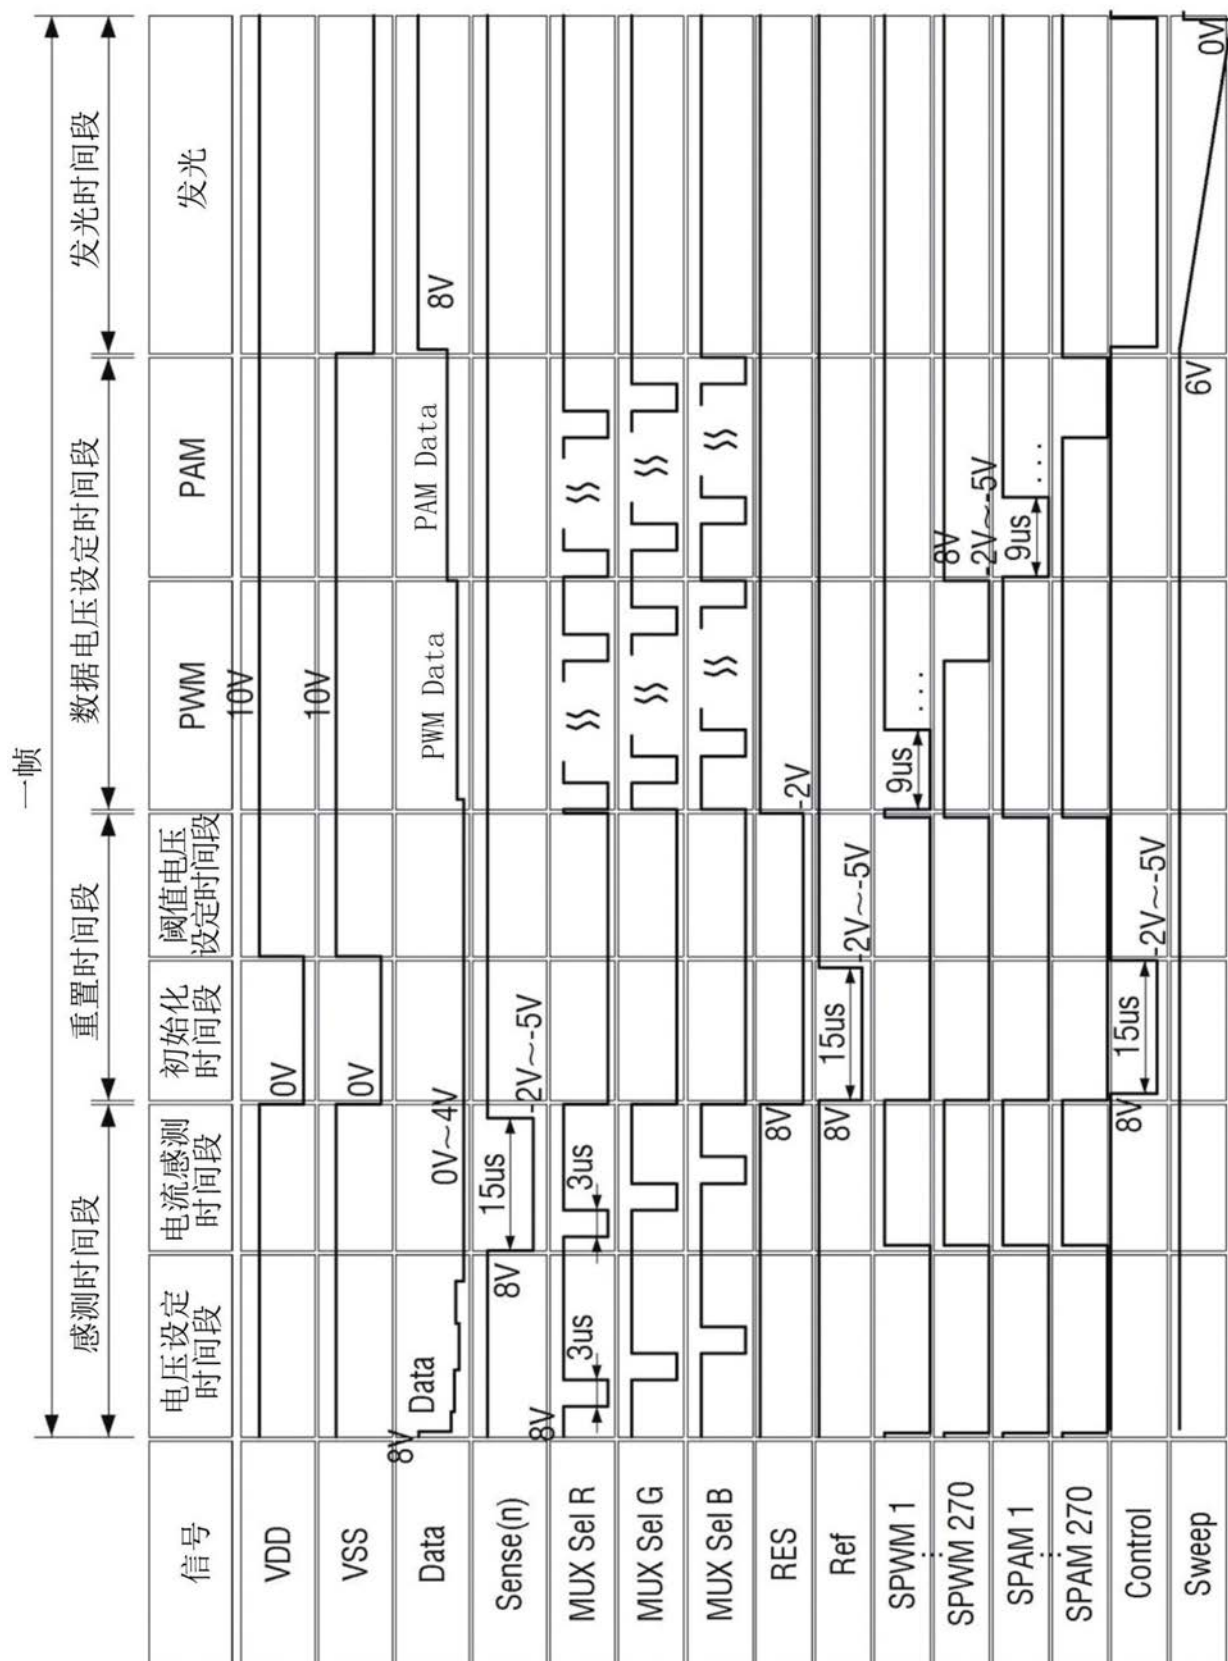 一帧
感测时间段
重置时间段
数据电压设定时间段
发光时间段
信号
电压设定
时间段
电流感测
时间段
初始化
时间段
阈值电压
设定时间段
PWM
PAM
发光
VDD
0V
10V
VSS
0V
10V
Data
8V
Data
0V~4V
PWM Data
PAM Data
8V
Sense(n)
8V
15us
-2V~-5V
MUX Sel R
8V
3us
3us
MUX Sel G
MUX Sel B
RES
8V
-2V
Ref
8V
15us
-2V~-5V
SPWM 1
9us
...
SPWM 270
8V
-2V~-5V
SPAM 1
9us
...
SPAM 270
Control
8V
15us
-2V~-5V
Sweep
6V
0V